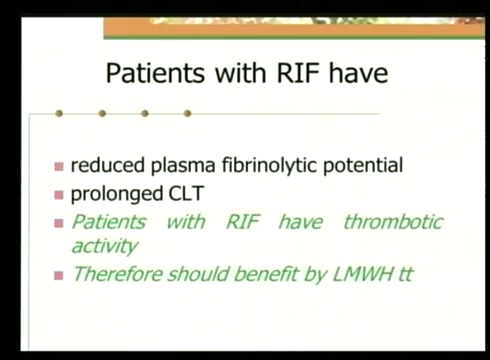 Patients with RIF have
reduced plasma fibrinolytic potential
prolonged CLT
Patients with RIF have thrombotic
activity
Therefore should benefit by LMWH tt